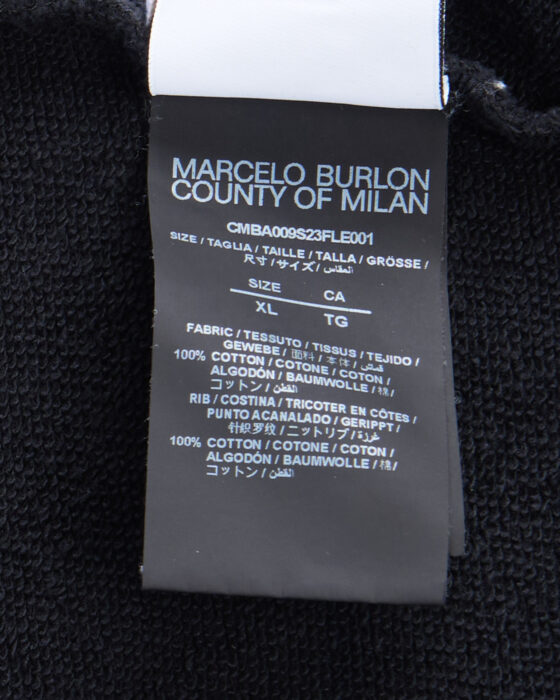 MARCELO BURLON
COUNTY OF MILAN
CMBA009S23FLE001
SIZE / TAGLIA / TAILLE / TALLA / GRÖSSE /
尺寸 / サイズ / المقاس /
SIZE CA
XL TG
FABRIC / TESSUTO / TISSUS / TEJIDO /
GEWEBE / 面料 / 本体 / قماش /
100% COTTON / COTONE / COTON /
ALGODÓN / BAUMWOLLE / 棉 /
コットン / القطن /
RIB / COSTINA / TRICOTER EN CÔTES /
PUNTO ACANALADO / GERIPPT /
针织罗纹 / ニットリブ / غرزة /
100% COTTON / COTONE / COTON /
ALGODÓN / BAUMWOLLE / 棉 /
コットン / القطن /